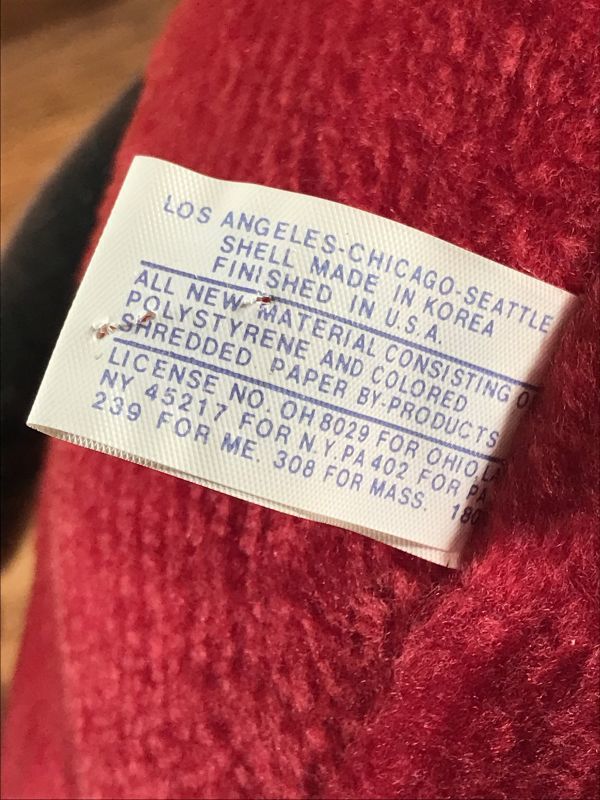 LOS ANGELES-CHICAGO-SEATTLE
SHELL MADE IN KOREA
FINISHED IN U.S.A.
ALL NEW MATERIAL CONSISTING
POLYSTYRENE AND COLORED
SHREDDED PAPER BY-PRODUCTS
LICENSE NO. OH 8029 FOR OHIO,
NY 45217 FOR N.Y. PA 402 FOR PA.
239 FOR ME. 308 FOR MASS. 180